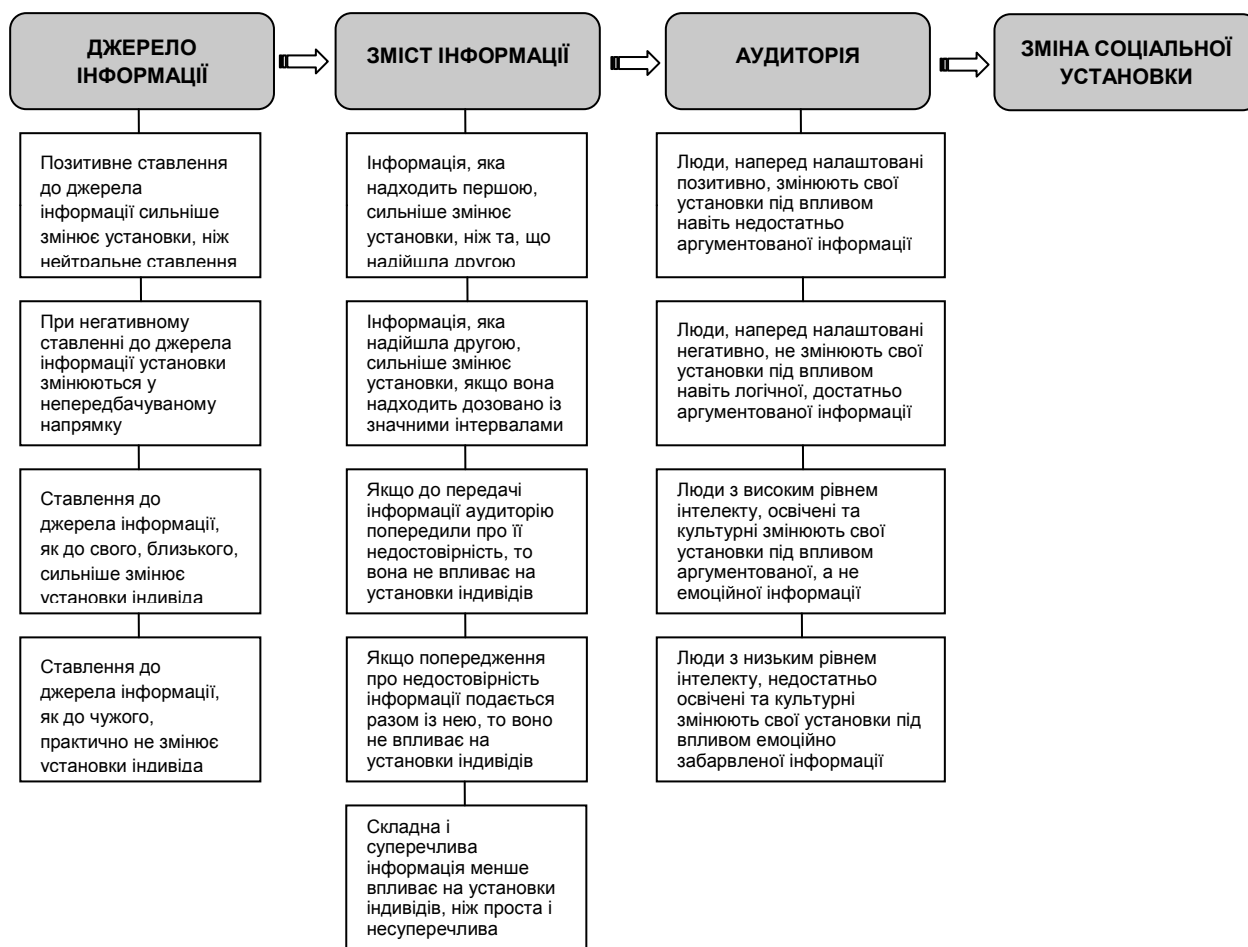 ДЖЕРЕЛО
ІНФОРМАЦІЇ
ЗМІСТ ІНФОРМАЦІЇ
АУДИТОРІЯ
ЗМІНА СОЦІАЛЬНОЇ
УСТАНОВКИ
Позитивне ставлення
до джерела
інформації сильніше
змінює установки, ніж
нейтральне ставлення
При негативному
ставленні до джерела
інформації установки
змінюються у
непередбачуваному
напрямку
Ставлення до
джерела інформації,
як до свого, близького,
сильніше змінює
установки індивіда
Ставлення до
джерела інформації,
як до чужого,
практично не змінює
установки індивіда
Інформація, яка
надходить першою,
сильніше змінює
установки, ніж та, що
надійшла другою
Інформація, яка
надійшла другою,
сильніше змінює
установки, якщо вона
надходить дозовано із
значними інтервалами
Якщо до передачі
інформації аудиторію
попередили про її
недостовірність, то
вона не впливає на
установки індивідів
Якщо попередження
про недостовірність
інформації подається
разом із нею, то воно
не впливає на
установки індивідів
Складна і
суперечлива
інформація менше
впливає на установки
індивідів, ніж проста і
несуперечлива
Люди, наперед налаштовані
позитивно, змінюють свої
установки під впливом
навіть недостатньо
аргументованої інформації
Люди, наперед налаштовані
негативно, не змінюють свої
установки під впливом
навіть логічної, достатньо
аргументованої інформації
Люди з високим рівнем
інтелекту, освічені та
культурні змінюють свої
установки під впливом
аргументованої, а не
емоційної інформації
Люди з низьким рівнем
інтелекту, недостатньо
освічені та культурні
змінюють свої установки під
впливом емоційно
забарвленої інформації